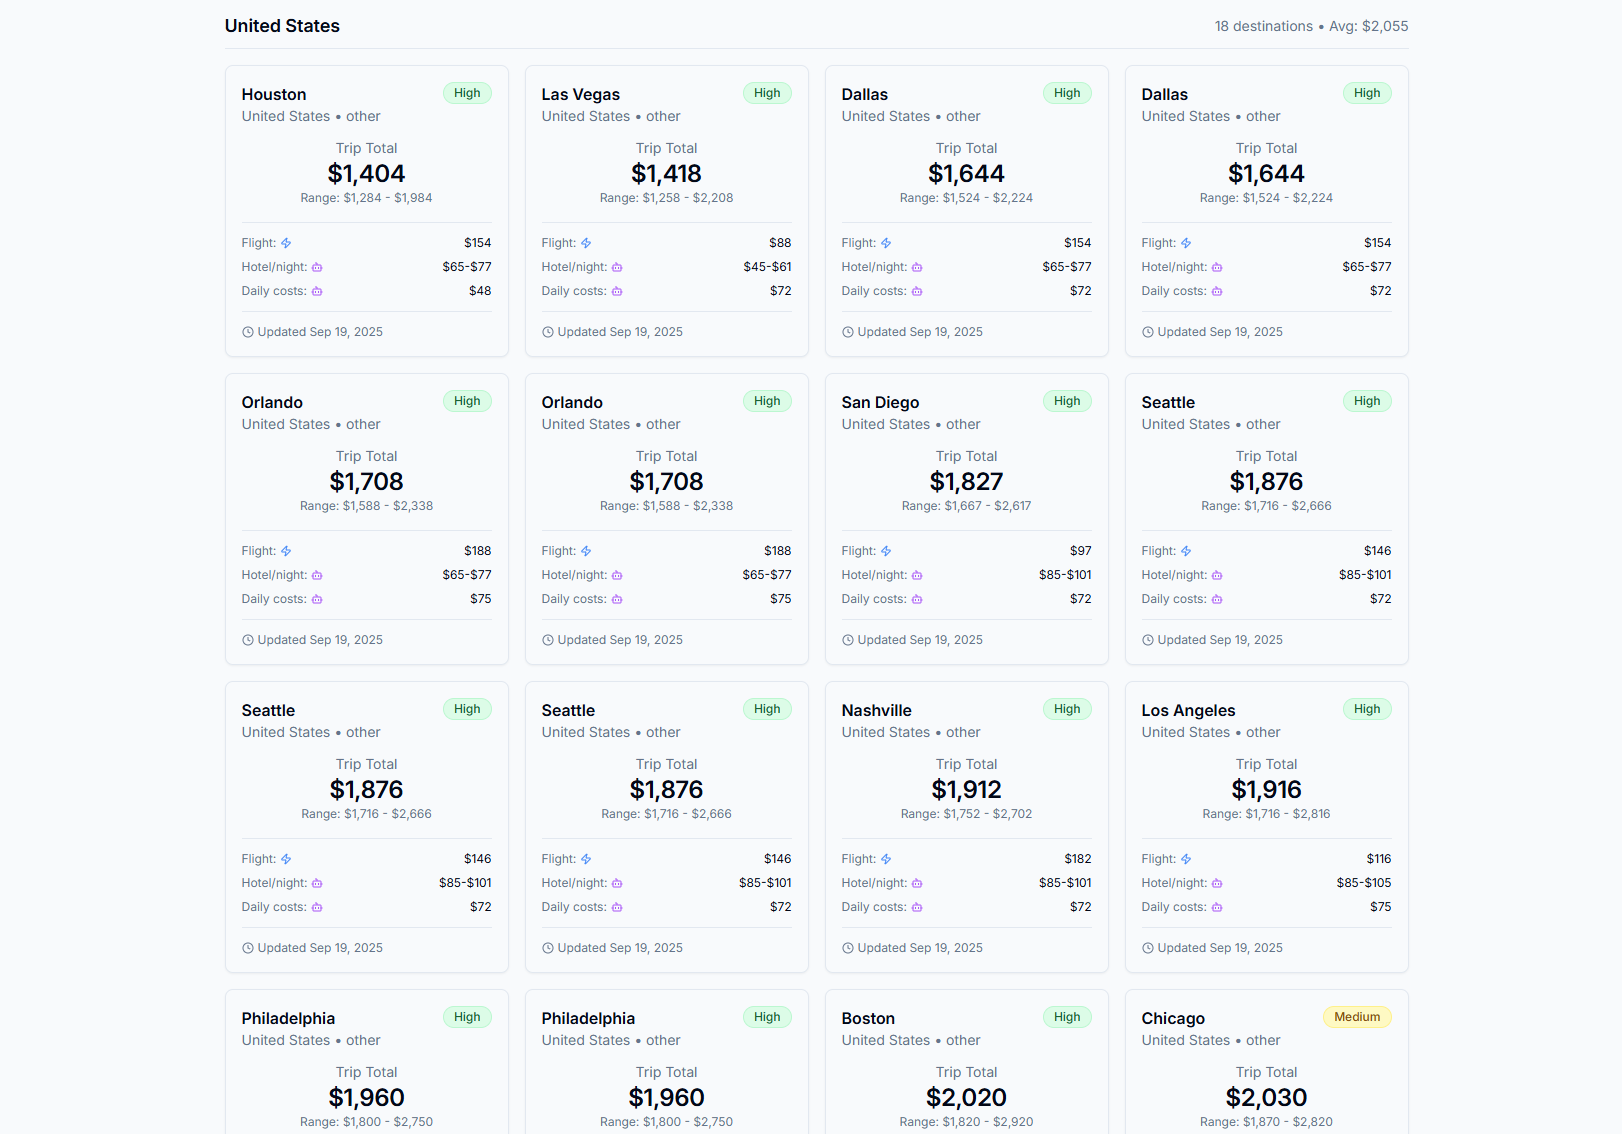 United States
18 destinations • Avg: $2,055
Houston
High
United States • other
Trip Total
$1,404
Range: $1,284 - $1,984
Flight: $154
Hotel/night: $65-$77
Daily costs: $48
Updated Sep 19, 2025
Las Vegas
High
United States • other
Trip Total
$1,418
Range: $1,258 - $2,208
Flight: $88
Hotel/night: $45-$61
Daily costs: $72
Updated Sep 19, 2025
Dallas
High
United States • other
Trip Total
$1,644
Range: $1,524 - $2,224
Flight: $154
Hotel/night: $65-$77
Daily costs: $72
Updated Sep 19, 2025
Dallas
High
United States • other
Trip Total
$1,644
Range: $1,524 - $2,224
Flight: $154
Hotel/night: $65-$77
Daily costs: $72
Updated Sep 19, 2025
Orlando
High
United States • other
Trip Total
$1,708
Range: $1,588 - $2,338
Flight: $188
Hotel/night: $65-$77
Daily costs: $75
Updated Sep 19, 2025
Orlando
High
United States • other
Trip Total
$1,708
Range: $1,588 - $2,338
Flight: $188
Hotel/night: $65-$77
Daily costs: $75
Updated Sep 19, 2025
San Diego
High
United States • other
Trip Total
$1,827
Range: $1,667 - $2,617
Flight: $97
Hotel/night: $85-$101
Daily costs: $72
Updated Sep 19, 2025
Seattle
High
United States • other
Trip Total
$1,876
Range: $1,716 - $2,666
Flight: $146
Hotel/night: $85-$101
Daily costs: $72
Updated Sep 19, 2025
Seattle
High
United States • other
Trip Total
$1,876
Range: $1,716 - $2,666
Flight: $146
Hotel/night: $85-$101
Daily costs: $72
Updated Sep 19, 2025
Seattle
High
United States • other
Trip Total
$1,876
Range: $1,716 - $2,666
Flight: $146
Hotel/night: $85-$101
Daily costs: $72
Updated Sep 19, 2025
Nashville
High
United States • other
Trip Total
$1,912
Range: $1,752 - $2,702
Flight: $182
Hotel/night: $85-$101
Daily costs: $72
Updated Sep 19, 2025
Los Angeles
High
United States • other
Trip Total
$1,916
Range: $1,716 - $2,816
Flight: $116
Hotel/night: $85-$105
Daily costs: $75
Updated Sep 19, 2025
Philadelphia
High
United States • other
Trip Total
$1,960
Range: $1,800 - $2,750
Philadelphia
High
United States • other
Trip Total
$1,960
Range: $1,800 - $2,750
Boston
High
United States • other
Trip Total
$2,020
Range: $1,820 - $2,920
Chicago
Medium
United States • other
Trip Total
$2,030
Range: $1,870 - $2,820